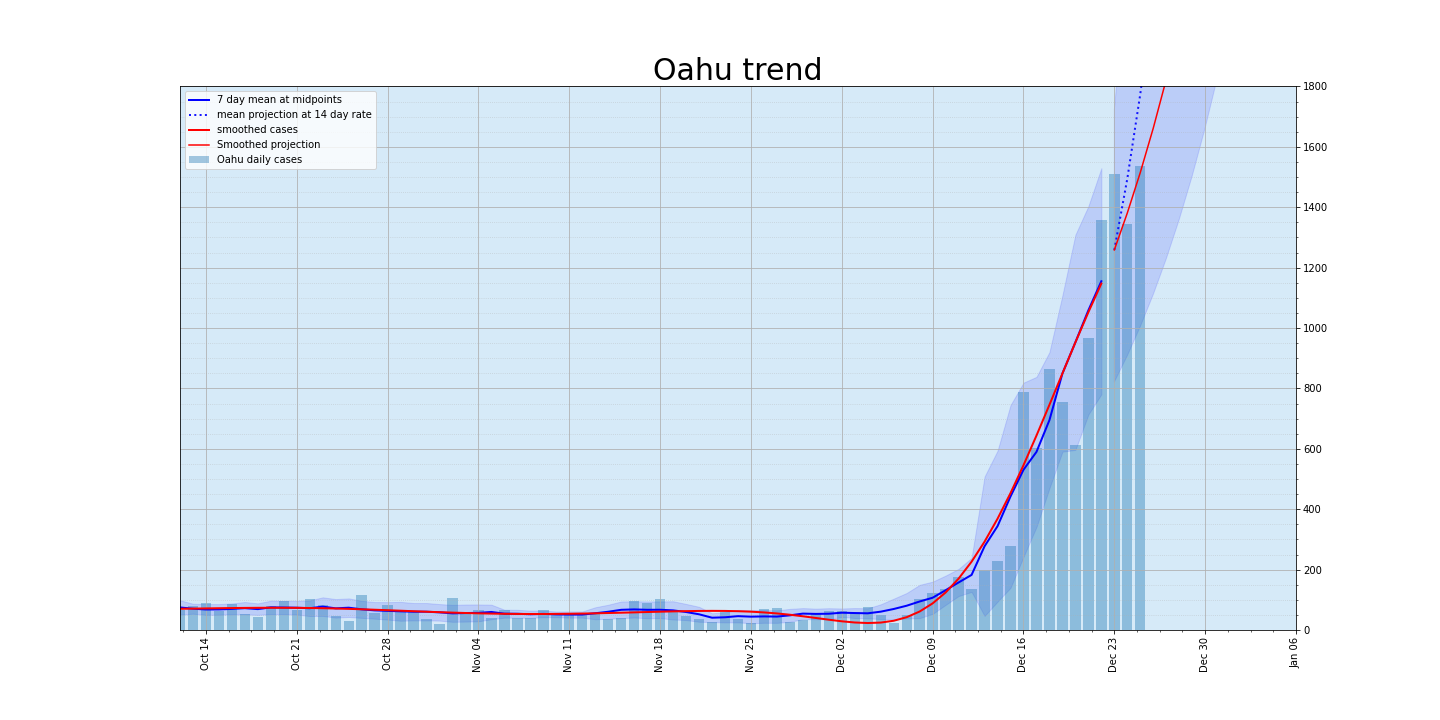 Oahu trend
7 day mean at midpoints
mean projection at 14 day rate
smoothed cases
Smoothed projection
Oahu daily cases
1800
1600
1400
1200
1000
800
600
400
200
0
Oct 14
Oct 21
Oct 28
Nov 04
Nov 11
Nov 18
Nov 25
Dec 02
Dec 09
Dec 16
Dec 23
Dec 30
Jan 06